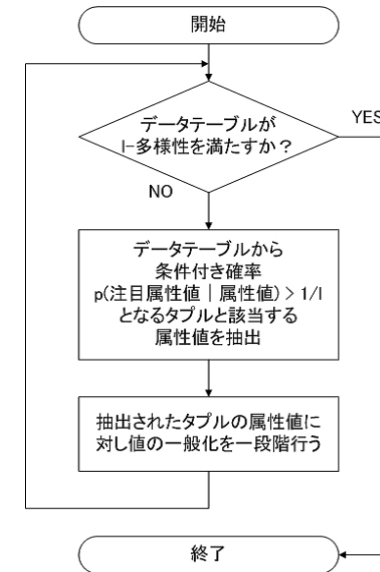 開始
データテーブルが
l-多様性を満たすか?
YES
NO
データテーブルから
条件付き確率
p(注目属性値 | 属性値) > 1/l
となるタプルと該当する
属性値を抽出
抽出されたタプルの属性値に
対し値の一般化を一段階行う
終了